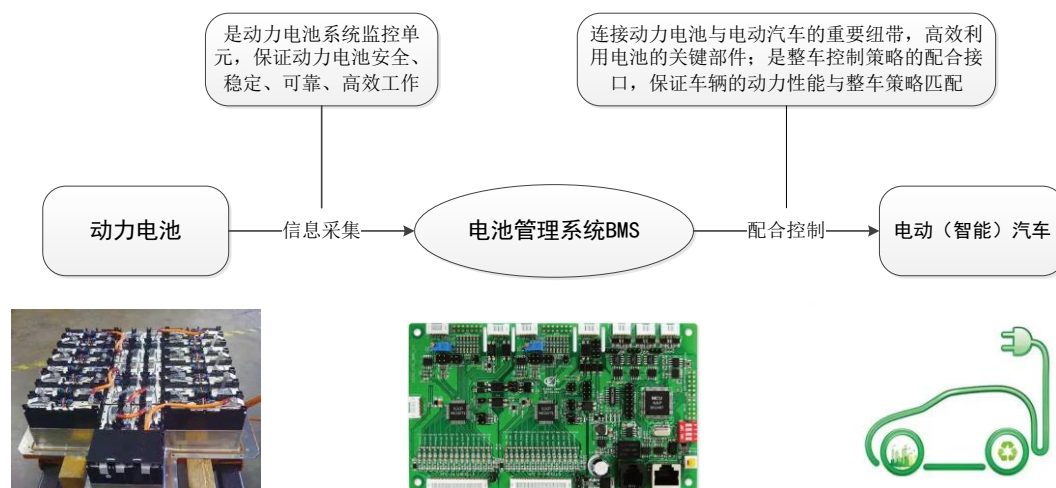 是动力电池系统监控单
元，保证动力电池安全、
稳定、可靠、高效工作
连接动力电池与电动汽车的重要纽带，高效利
用电池的关键部件；是整车控制策略的配合接
口，保证车辆的动力性能与整车策略匹配
动力电池
信息采集
电池管理系统BMS
配合控制
电动（智能）汽车
MCU